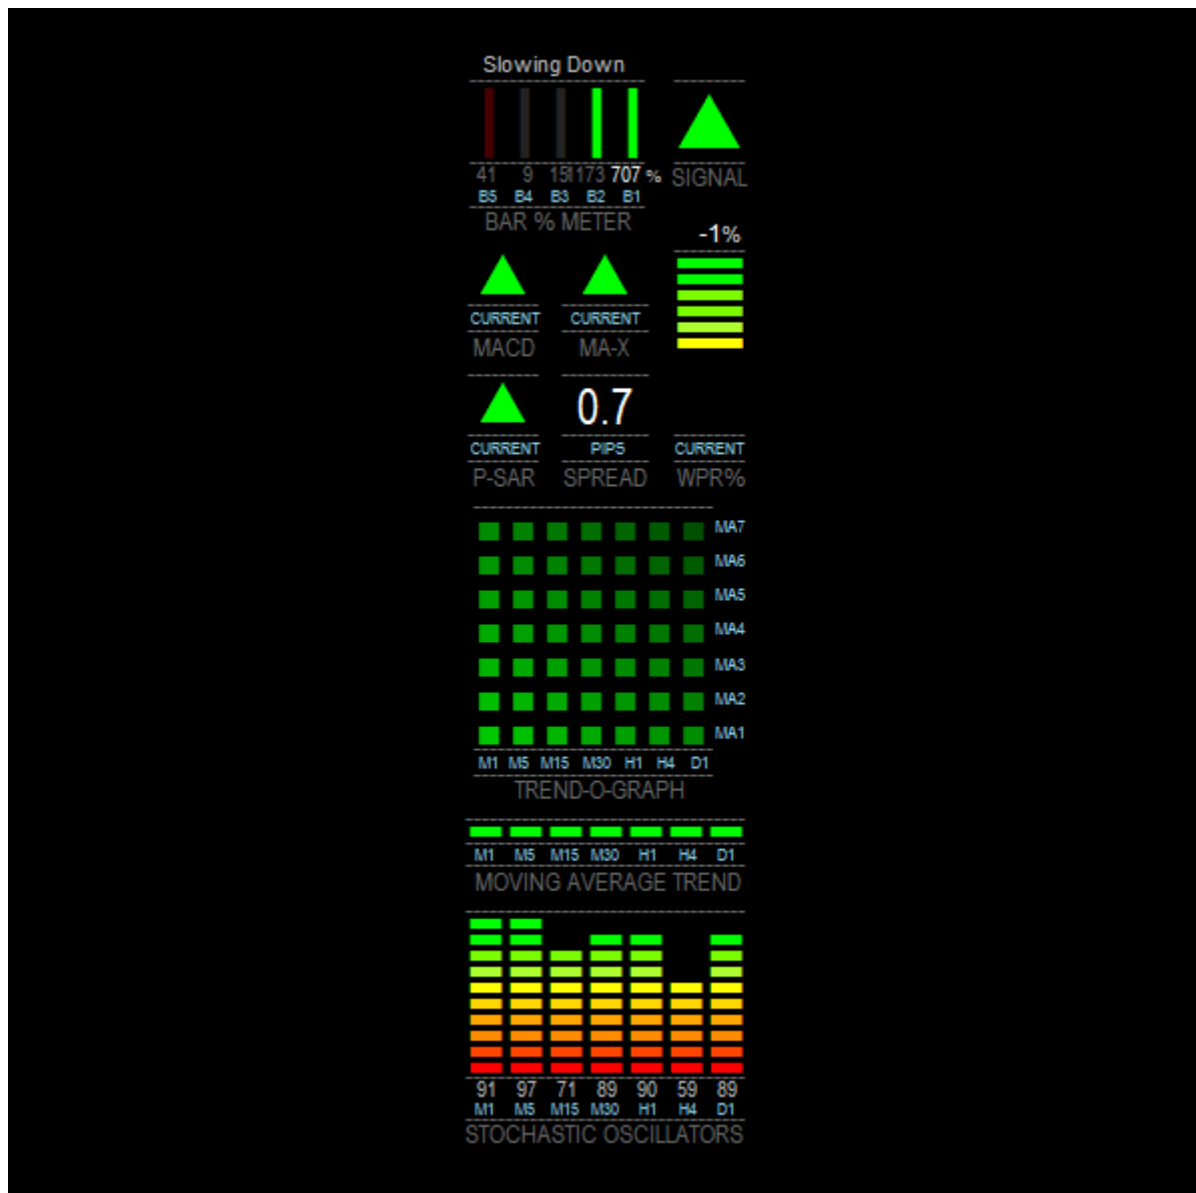 Slowing Down
41 9 151173 707 % SIGNAL
B5 B4 B3 B2 B1
BAR % METER
-1%
CURRENT CURRENT
MACD MA-X
0.7
CURRENT PIPS CURRENT
P-SAR SPREAD WPR%
MA7
MA6
MA5
MA4
MA3
MA2
MA1
M1 M5 M15 M30 H1 H4 D1
TREND-O-GRAPH
M1 M5 M15 M30 H1 H4 D1
MOVING AVERAGE TREND
91 97 71 89 90 59 89
M1 M5 M15 M30 H1 H4 D1
STOCHASTIC OSCILLATORS